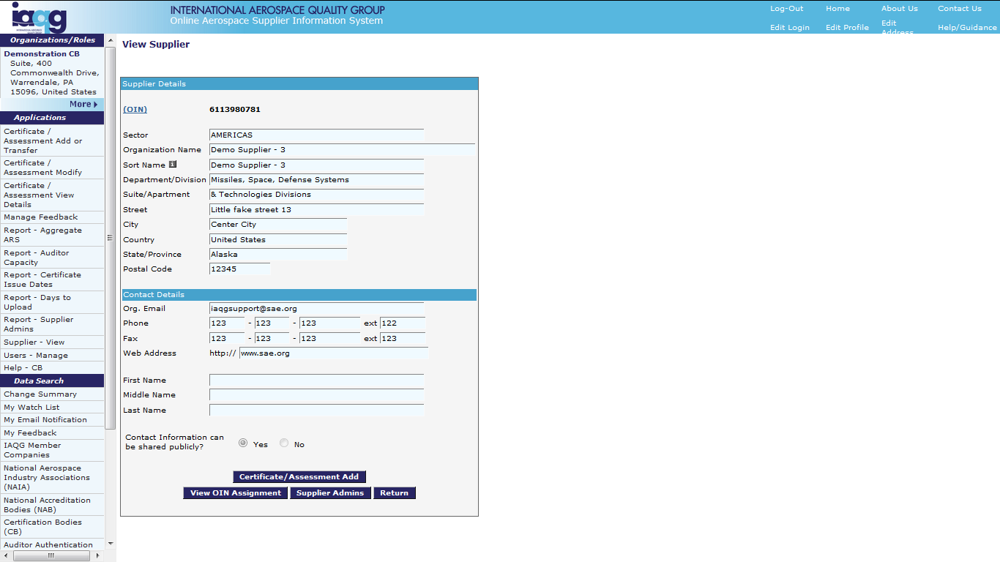 iaqg
INTERNATIONAL AEROSPACE QUALITY GROUP
Online Aerospace Supplier Information System
Log-Out Home About Us Contact Us
Edit Login Edit Profile Edit Address Help/Guidance
Organizations/Roles
Demonstration CB
Suite, 400
Commonwealth Drive,
Warrendale, PA
15096, United States
More
Applications
Certificate /
Assessment Add or
Transfer
Certificate /
Assessment Modify
Certificate /
Assessment View
Details
Manage Feedback
Report - Aggregate
ARS
Report - Auditor
Capacity
Report - Certificate
Issue Dates
Report - Days to
Upload
Report - Supplier
Admins
Supplier - View
Users - Manage
Help - CB
Data Search
Change Summary
My Watch List
My Email Notification
My Feedback
IAQG Member
Companies
National Aerospace
Industry Associations
(NAIA)
National Accreditation
Bodies (NAB)
Certification Bodies
(CB)
Auditor Authentication
View Supplier
Supplier Details
(OIN) 6113980781
Sector AMERICAS
Organization Name Demo Supplier - 3
Sort Name Demo Supplier - 3
Department/Division Missiles, Space, Defense Systems
Suite/Apartment & Technologies Divisions
Street Little fake street 13
City Center City
Country United States
State/Province Alaska
Postal Code 12345
Contact Details
Org. Email iaqgsupport@sae.org
Phone 123 - 123 - 123 ext 122
Fax 123 - 123 - 123 ext 123
Web Address http:// www.sae.org
First Name
Middle Name
Last Name
Contact Information can
be shared publicly? Yes No
Certificate/Assessment Add
View OIN Assignment Supplier Admins Return